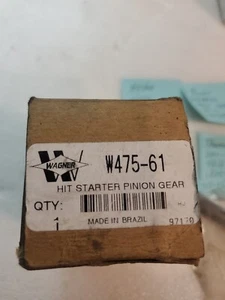 WAGNER
W475-61
HIT STARTER PINION GEAR
QTY:
1
MADE IN BRAZIL